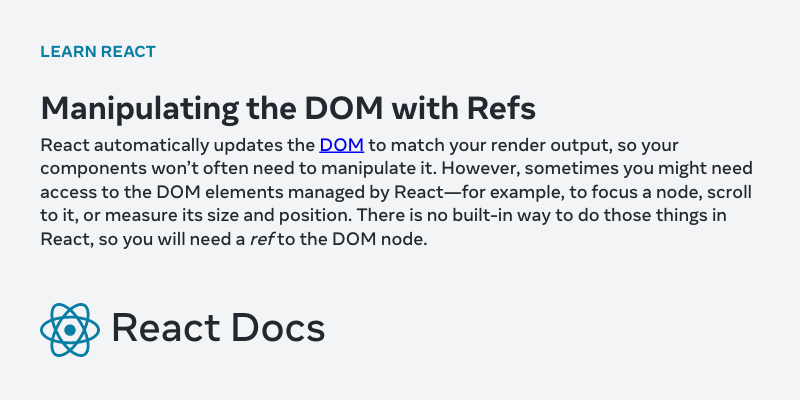 LEARN REACT
Manipulating the DOM with Refs
React automatically updates the DOM to match your render output, so your
components won’t often need to manipulate it. However, sometimes you might need
access to the DOM elements managed by React—for example, to focus a node, scroll
to it, or measure its size and position. There is no built-in way to do those things in
React, so you will need a ref to the DOM node.
React Docs